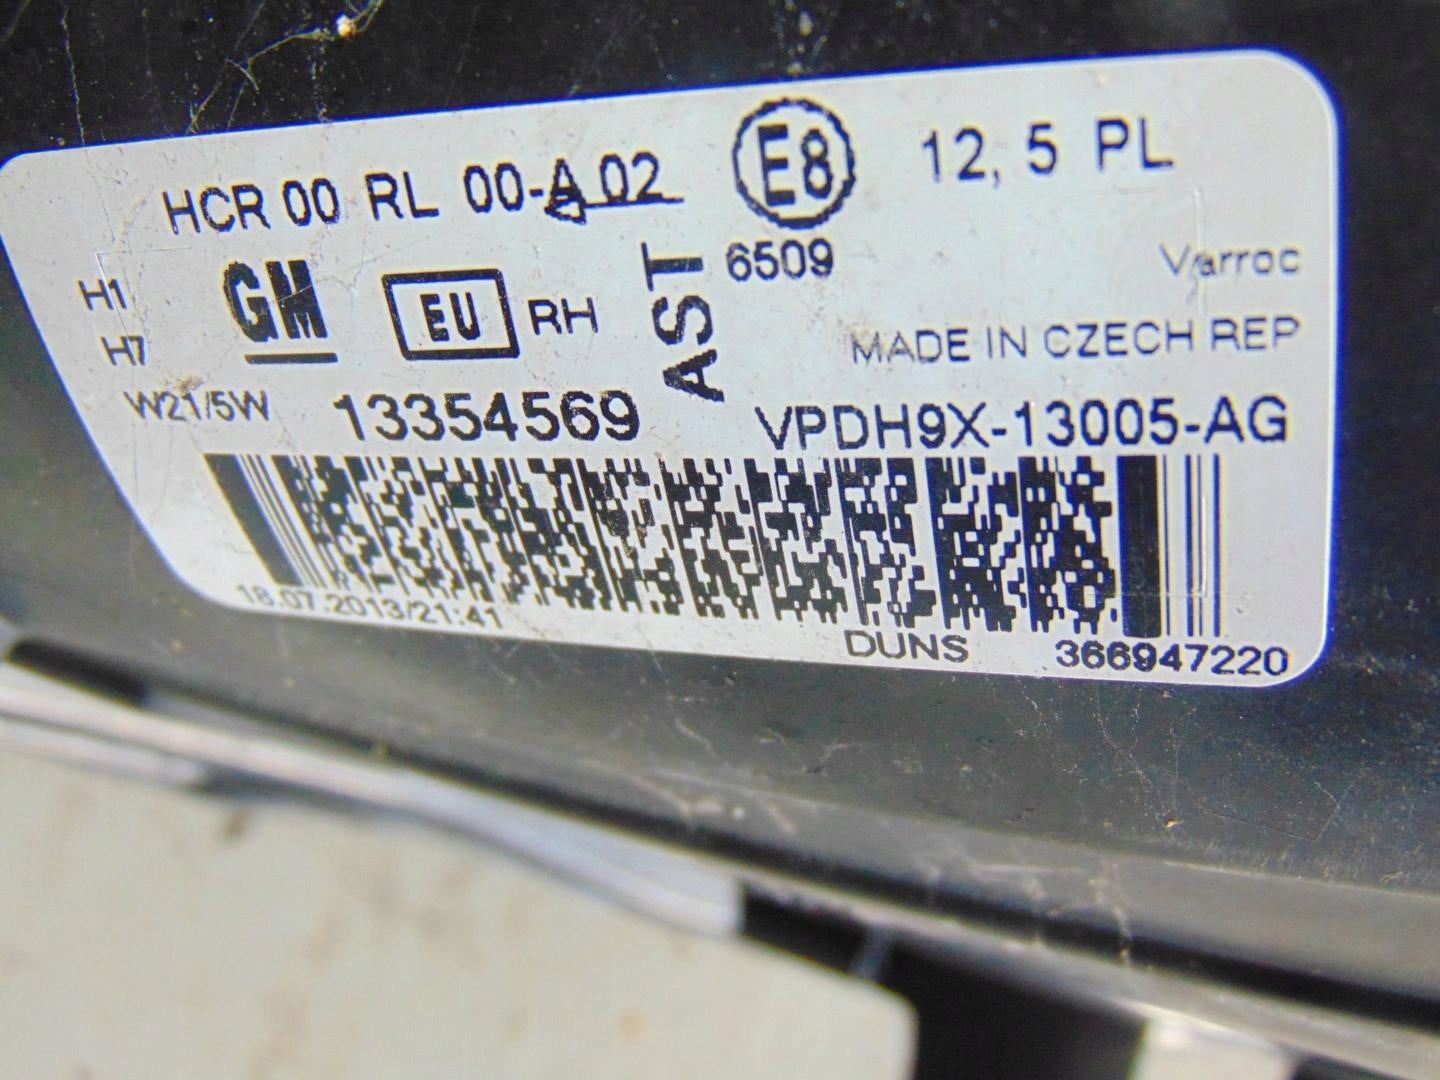 HCR 00 RL 00-A 02 E8 12, 5 PL
6509
H1 GM EU RH AST Varroc
H7 MADE IN CZECH REP
W21/5W 13354569 VPDH9X-13005-AG
18.07.2013/21:41 DUNS 366947220